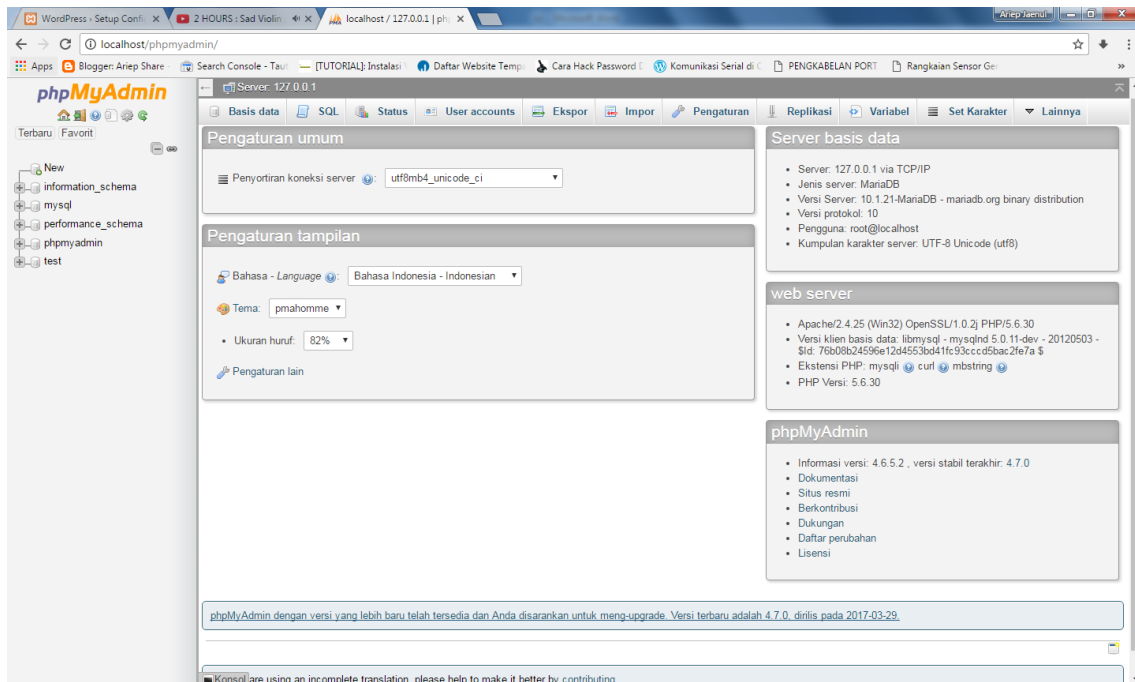 WordPress › Setup Confi
2 HOURS : Sad Violin
localhost / 127.0.0.1 | ph
Ariep Jaenul
localhost/phpmyadmin/
Apps Blogger: Ariep Share - Search Console - Taut [TUTORIAL]: Instalasi \ Daftar Website Temp Cara Hack Password D Komunikasi Serial di C PENGKABELAN PORT Rangkaian Sensor Ge »
phpMyAdmin
Terbaru Favorit
New
information_schema
mysql
performance_schema
phpmyadmin
test
Server: 127.0.0.1
Basis data SQL Status User accounts Ekspor Impor Pengaturan Replikasi Variabel Set Karakter Lainnya
Pengaturan umum
Penyortiran koneksi server : utf8mb4_unicode_ci
Pengaturan tampilan
Bahasa - Language : Bahasa Indonesia - Indonesian
Tema: pmahomme
• Ukuran huruf: 82%
Pengaturan lain
Server basis data
• Server: 127.0.0.1 via TCP/IP
• Jenis server: MariaDB
• Versi Server: 10.1.21-MariaDB - mariadb.org binary distribution
• Versi protokol: 10
• Pengguna: root@localhost
• Kumpulan karakter server: UTF-8 Unicode (utf8)
web server
• Apache/2.4.25 (Win32) OpenSSL/1.0.2j PHP/5.6.30
• Versi klien basis data: libmysql - mysqlnd 5.0.11-dev - 20120503 -
$Id: 76b08b24596e12d4553bd41fc93cccd5bac2fe7a $
• Ekstensi PHP: mysqli curl mbstring
• PHP Versi: 5.6.30
phpMyAdmin
• Informasi versi: 4.6.5.2 , versi stabil terakhir: 4.7.0
• Dokumentasi
• Situs resmi
• Berkontribusi
• Dukungan
• Daftar perubahan
• Lisensi
phpMyAdmin dengan versi yang lebih baru telah tersedia dan Anda disarankan untuk meng-upgrade. Versi terbaru adalah 4.7.0, dirilis pada 2017-03-29.
Konsol are using an incomplete translation, please help to make it better by contributing